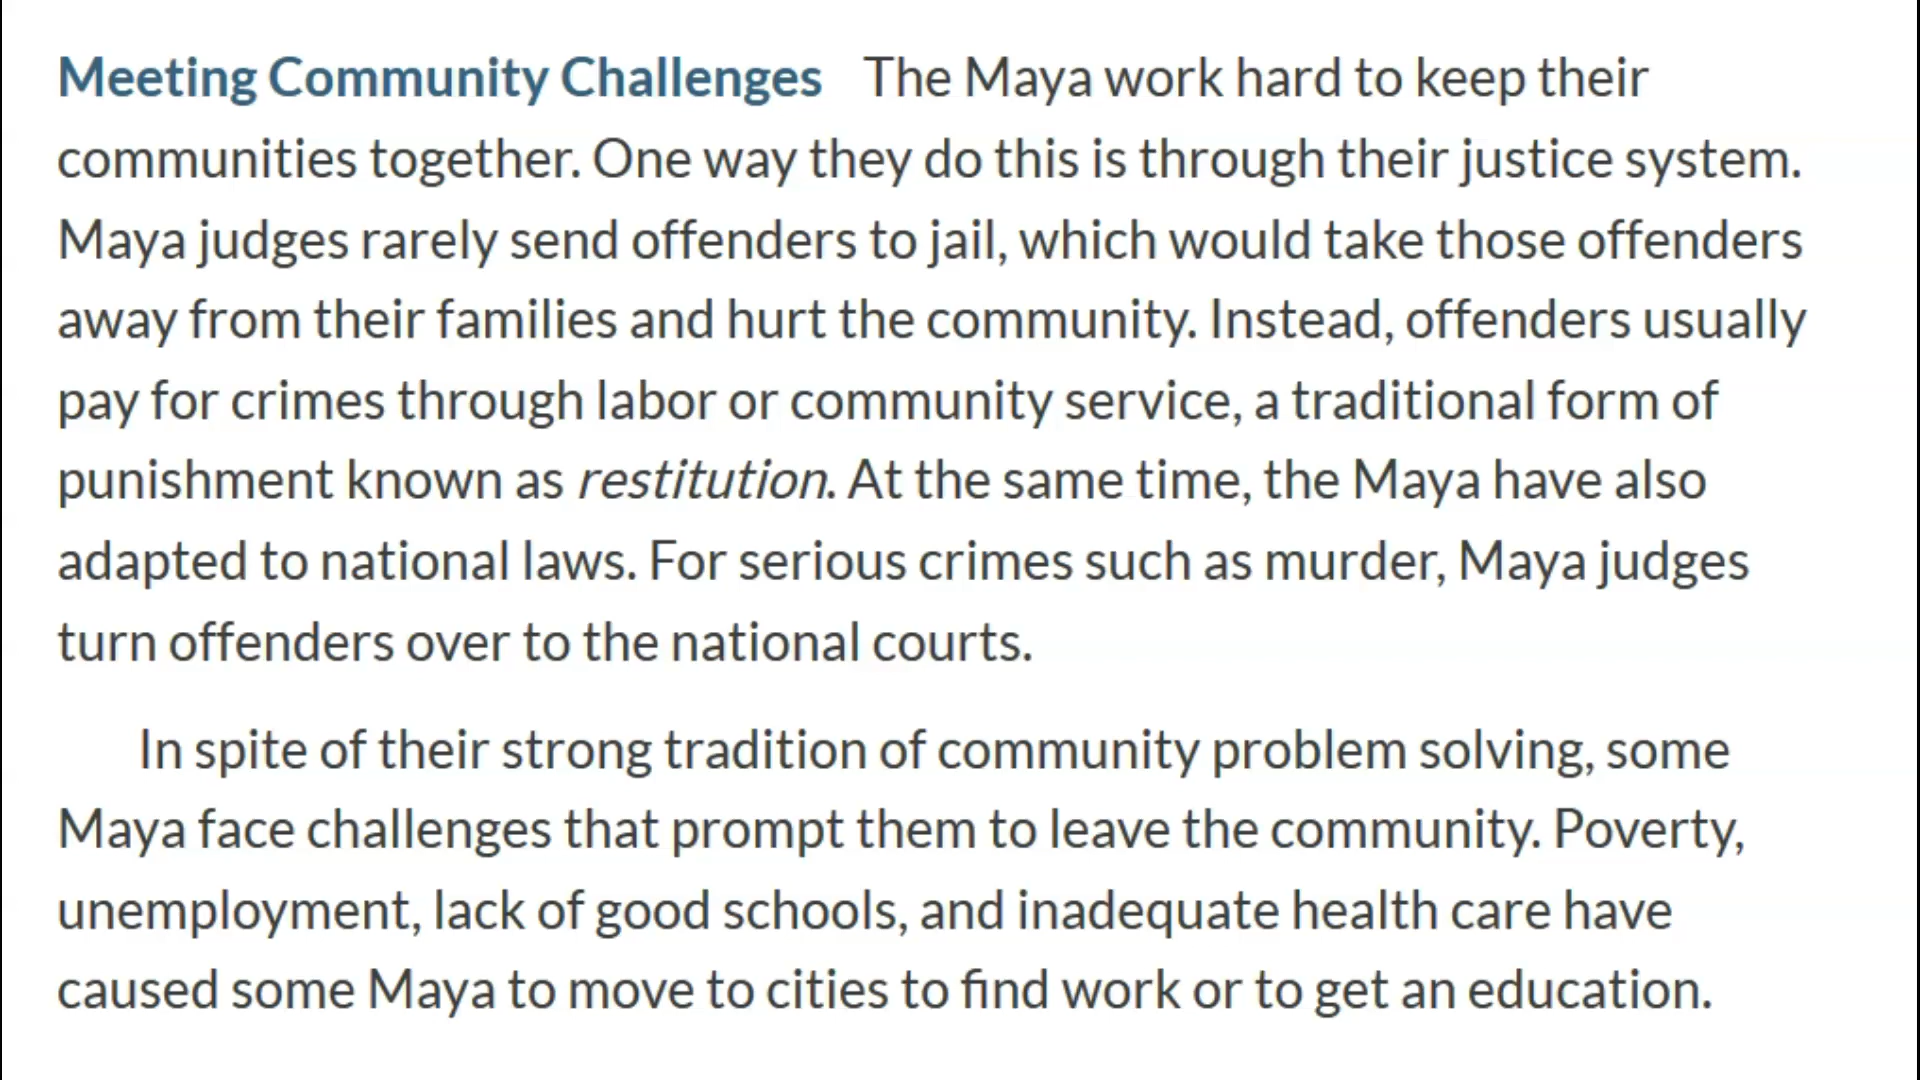 Meeting Community Challenges The Maya work hard to keep their
communities together. One way they do this is through their justice system.
Maya judges rarely send offenders to jail, which would take those offenders
away from their families and hurt the community. Instead, offenders usually
pay for crimes through labor or community service, a traditional form of
punishment known as restitution. At the same time, the Maya have also
adapted to national laws. For serious crimes such as murder, Maya judges
turn offenders over to the national courts.
In spite of their strong tradition of community problem solving, some
Maya face challenges that prompt them to leave the community. Poverty,
unemployment, lack of good schools, and inadequate health care have
caused some Maya to move to cities to find work or to get an education.